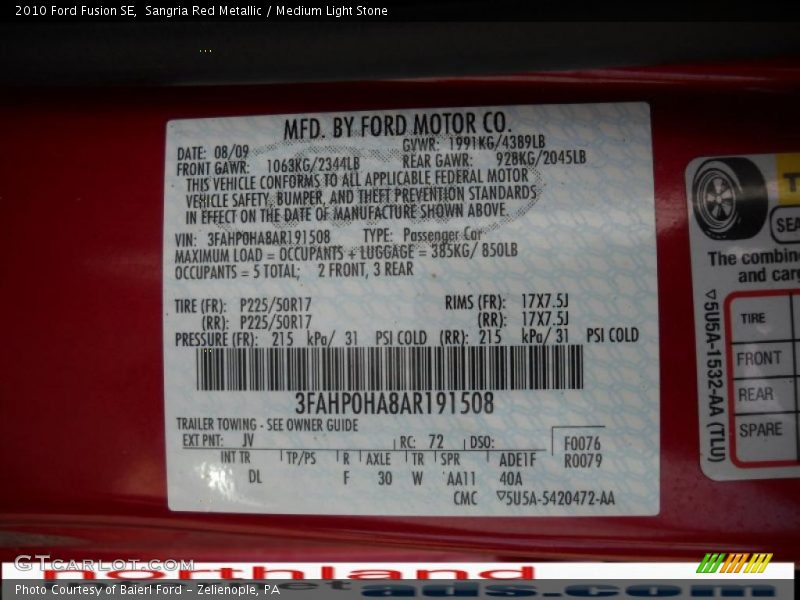 2010 Ford Fusion SE, Sangria Red Metallic / Medium Light Stone
MFD. BY FORD MOTOR CO.
DATE: 08/09 GVWR: 1991KG/4389LB
FRONT GAWR: 1063KG/2344LB REAR GAWR: 928KG/2045LB
THIS VEHICLE CONFORMS TO ALL APPLICABLE FEDERAL MOTOR
VEHICLE SAFETY, BUMPER, AND THEFT PREVENTION STANDARDS
IN EFFECT ON THE DATE OF MANUFACTURE SHOWN ABOVE.
VIN: 3FAHP0HA8AR191508 TYPE: Passenger Car
MAXIMUM LOAD = OCCUPANTS + LUGGAGE = 385KG/ 850LB
OCCUPANTS = 5 TOTAL; 2 FRONT, 3 REAR
TIRE (FR): P225/50R17 RIMS (FR): 17X7.5J
(RR): P225/50R17 (RR): 17X7.5J
PRESSURE (FR): 215 kPa/ 31 PSI COLD (RR): 215 kPa/ 31 PSI COLD
3FAHP0HA8AR191508
TRAILER TOWING - SEE OWNER GUIDE
EXT PNT: JV RC: 72 DSO: F0076
INT TR TP/PS R AXLE TR SPR ADE1F R0079
DL F 30 W AA11 40A
CMC ▽5U5A-5420472-AA
The combin
and carg
TIRE
FRONT
REAR
SPARE
▽5U5A-1532-AA (TLU)
GTCarLot.com
northland
ads.com
Photo Courtesy of Baierl Ford - Zelienople, PA